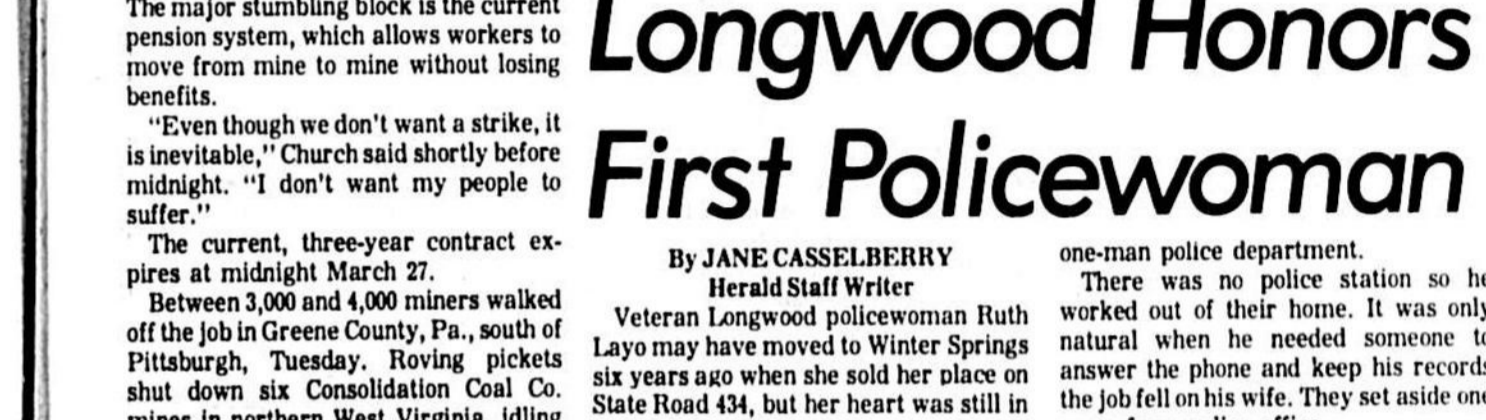 The major stumbling block is the current
pension system, which allows workers to
move from mine to mine without losing
benefits.
"Even though we don't want a strike, it
is inevitable," Church said shortly before
midnight. "I don't want my people to
suffer."
The current, three-year contract ex-
pires at midnight March 27.
Between 3,000 and 4,000 miners walked
off the job in Greene County, Pa., south of
Pittsburgh, Tuesday. Roving pickets
shut down six Consolidation Coal Co.
mines in northern West Virginia, idling
Longwood Honors
First Policewoman
By JANE CASSELBERRY
Herald Staff Writer
Veteran Longwood policewoman Ruth
Layo may have moved to Winter Springs
six years ago when she sold her place on
State Road 434, but her heart was still in
one-man police department.
There was no police station so he
worked out of their home. It was only
natural when he needed someone to
answer the phone and keep his records
the job fell on his wife. They set aside one